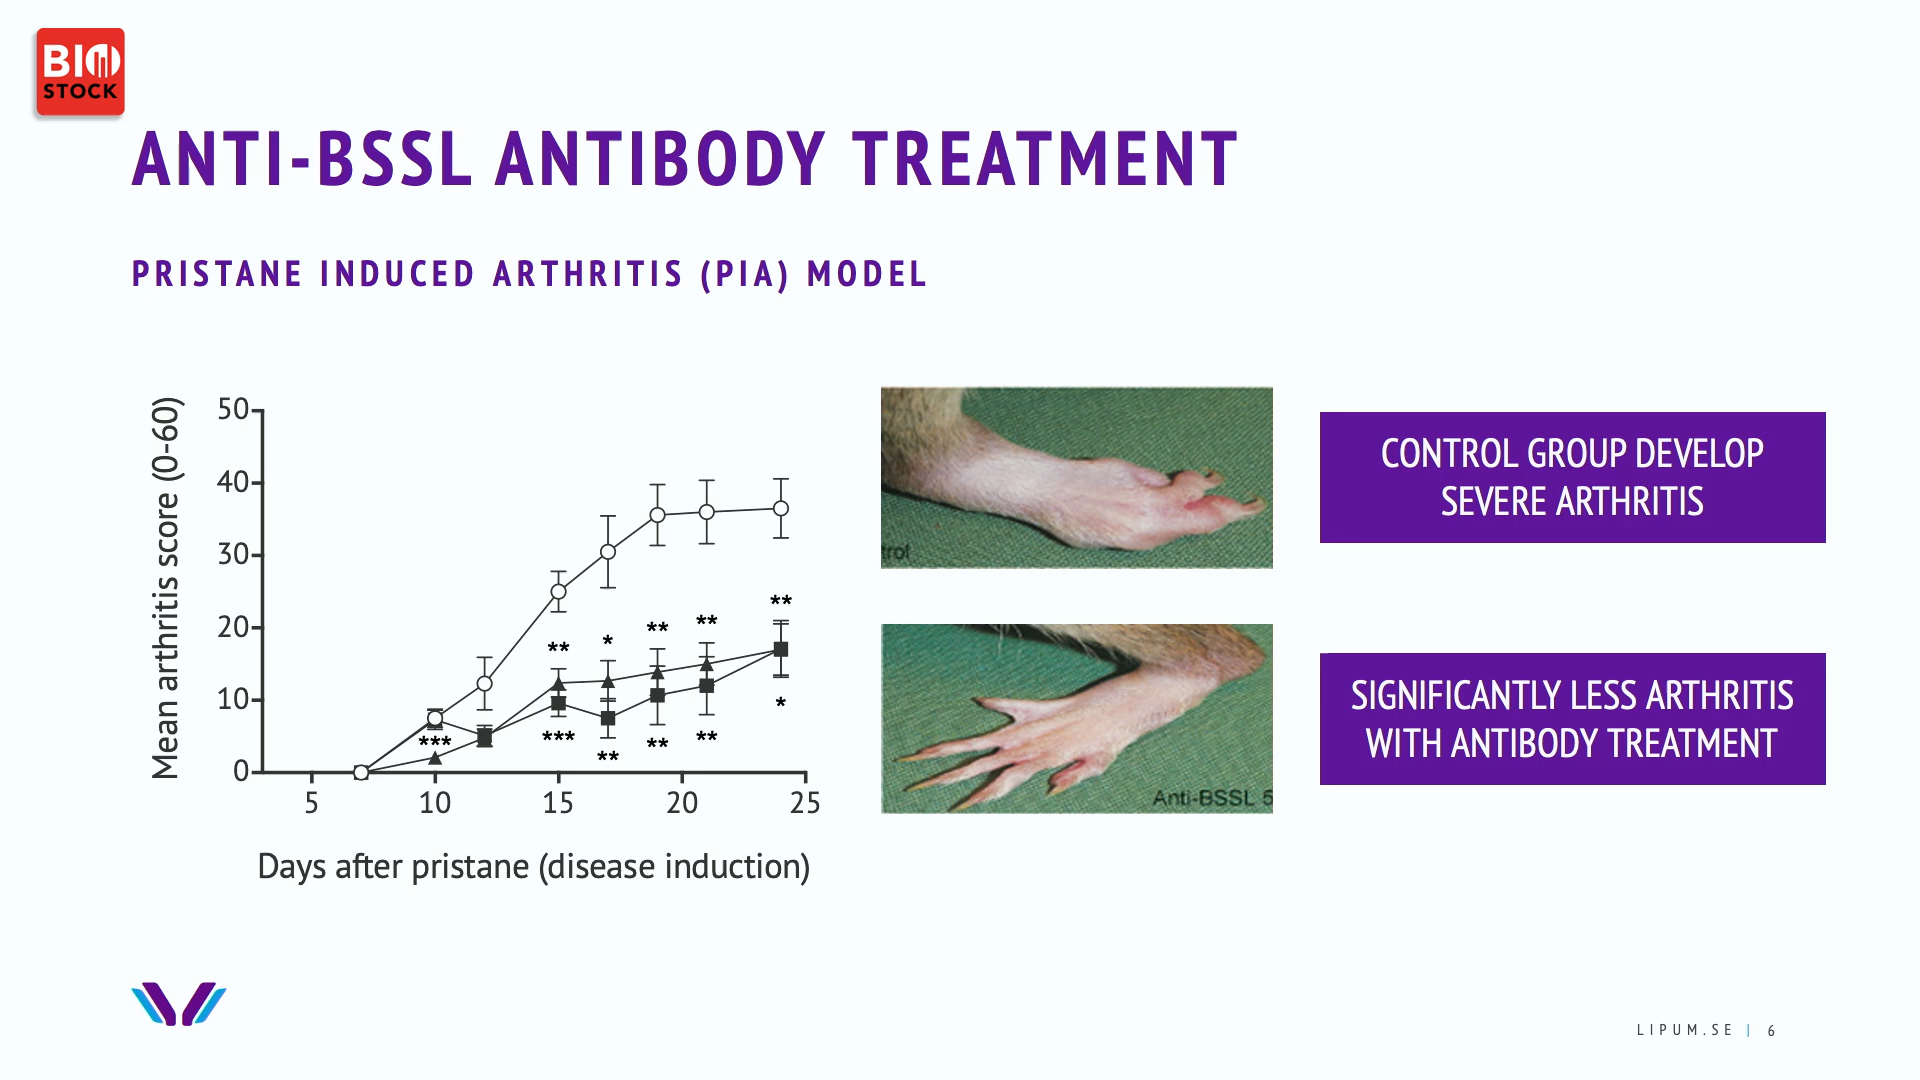 BIO
STOCK
ANTI-BSSL ANTIBODY TREATMENT
PRISTANE INDUCED ARTHRITIS (PIA) MODEL
Mean arthritis score (0-60)
50
40
30
20
10
0
**
** * ** **
*** *** ** ** ** *
5 10 15 20 25
Days after pristane (disease induction)
trol
Anti-BSSL 5
CONTROL GROUP DEVELOP
SEVERE ARTHRITIS
SIGNIFICANTLY LESS ARTHRITIS
WITH ANTIBODY TREATMENT
LIPUM.SE | 6